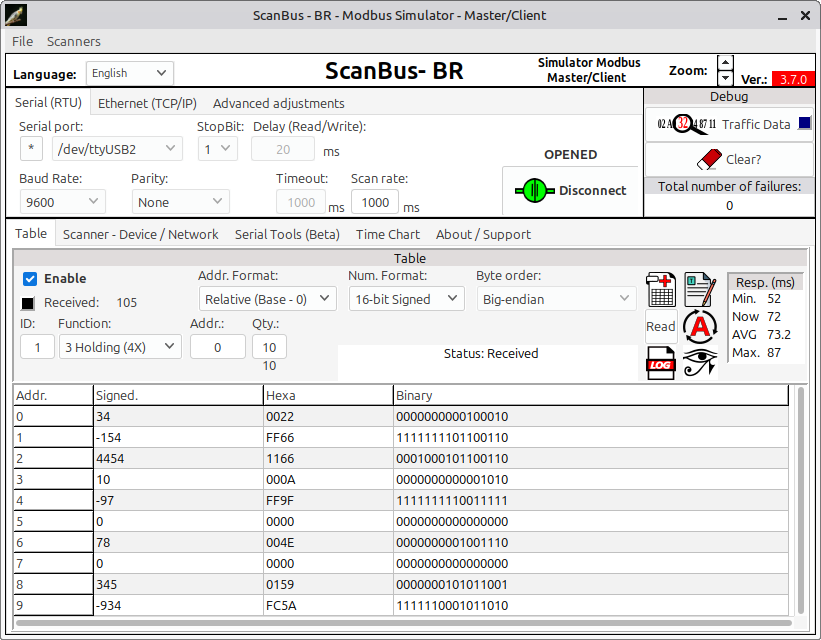 ScanBus - BR - Modbus Simulator - Master/Client
File Scanners
Language: English ScanBus- BR Simulator Modbus Master/Client Zoom: Ver.: 3.7.0
Serial (RTU) Ethernet (TCP/IP) Advanced adjustments
Debug
Serial port: StopBit: Delay (Read/Write):
* /dev/ttyUSB2 1 20 ms
02 A 32 4 87 11 Traffic Data
OPENED
Clear?
Baud Rate: Parity: Timeout: Scan rate:
9600 None 1000 ms 1000 ms
Disconnect
Total number of failures:
0
Table Scanner - Device / Network Serial Tools (Beta) Time Chart About / Support
Table
Enable Addr. Format: Num. Format: Byte order:
Received: 105 Relative (Base - 0) 16-bit Signed Big-endian
ID: Function: Addr.: Qty.:
1 3 Holding (4X) 0 10
10
Status: Received
Read A
LOG
Resp. (ms)
Min. 52
Now 72
AVG 73.2
Max. 87
Addr. Signed. Hexa Binary
0 34 0022 0000000000100010
1 -154 FF66 1111111101100110
2 4454 1166 0001000101100110
3 10 000A 0000000000001010
4 -97 FF9F 1111111110011111
5 0 0000 0000000000000000
6 78 004E 0000000001001110
7 0 0000 0000000000000000
8 345 0159 0000000101011001
9 -934 FC5A 1111110001011010